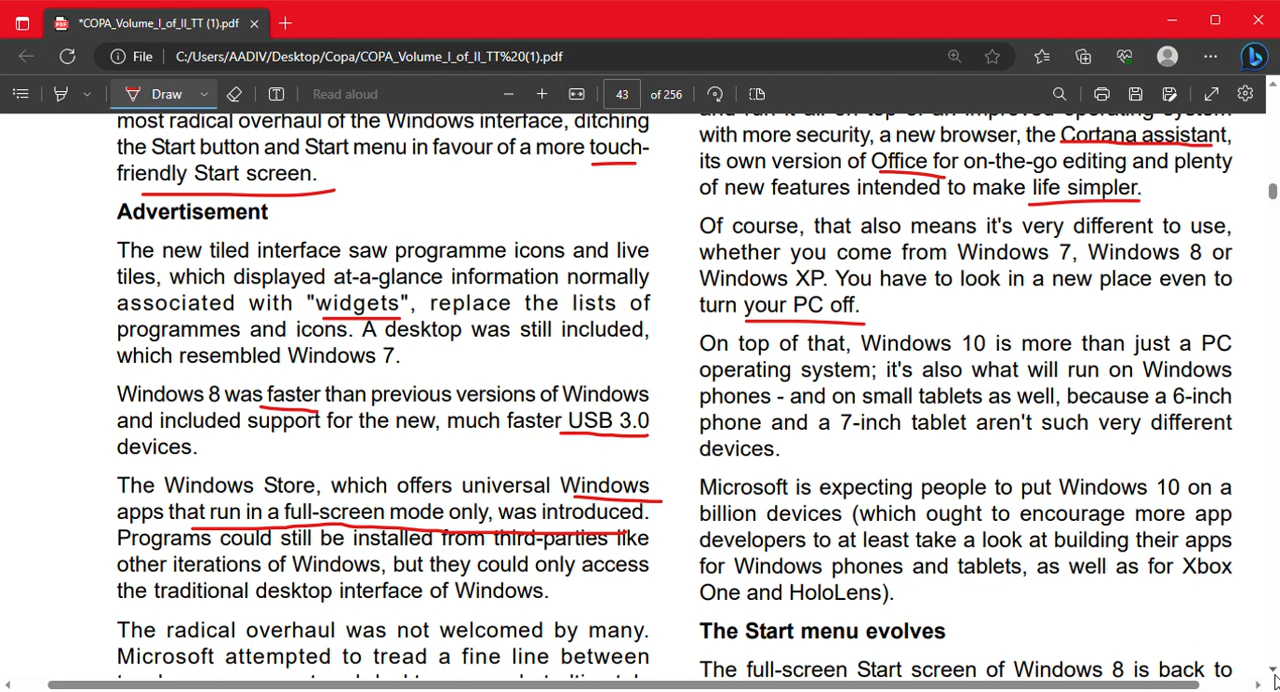 *COPA_Volume_I_of_II_TT (1).pdf
File
C:/Users/AADIV/Desktop/Copa/COPA_Volume_I_of_II_TT%20(1).pdf
Draw
Read aloud
43 of 256
most radical overhaul of the Windows interface, ditching
the Start button and Start menu in favour of a more touch-
friendly Start screen.
Advertisement
The new tiled interface saw programme icons and live
tiles, which displayed at-a-glance information normally
associated with "widgets", replace the lists of
programmes and icons. A desktop was still included,
which resembled Windows 7.
Windows 8 was faster than previous versions of Windows
and included support for the new, much faster USB 3.0
devices.
The Windows Store, which offers universal Windows
apps that run in a full-screen mode only, was introduced.
Programs could still be installed from third-parties like
other iterations of Windows, but they could only access
the traditional desktop interface of Windows.
The radical overhaul was not welcomed by many.
Microsoft attempted to tread a fine line between
and run it all on top of an improved operating system
with more security, a new browser, the Cortana assistant,
its own version of Office for on-the-go editing and plenty
of new features intended to make life simpler.
Of course, that also means it's very different to use,
whether you come from Windows 7, Windows 8 or
Windows XP. You have to look in a new place even to
turn your PC off.
On top of that, Windows 10 is more than just a PC
operating system; it's also what will run on Windows
phones - and on small tablets as well, because a 6-inch
phone and a 7-inch tablet aren't such very different
devices.
Microsoft is expecting people to put Windows 10 on a
billion devices (which ought to encourage more app
developers to at least take a look at building their apps
for Windows phones and tablets, as well as for Xbox
One and HoloLens).
The Start menu evolves
The full-screen Start screen of Windows 8 is back to